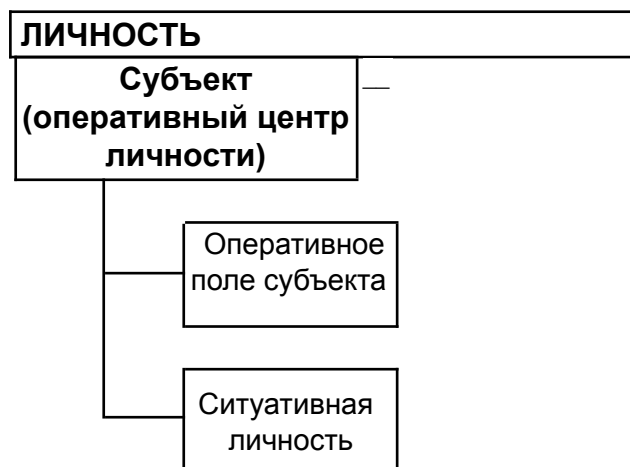 ЛИЧНОСТЬ
Субъект
(оперативный центр
личности)
Оперативное
поле субъекта
Ситуативная
личность